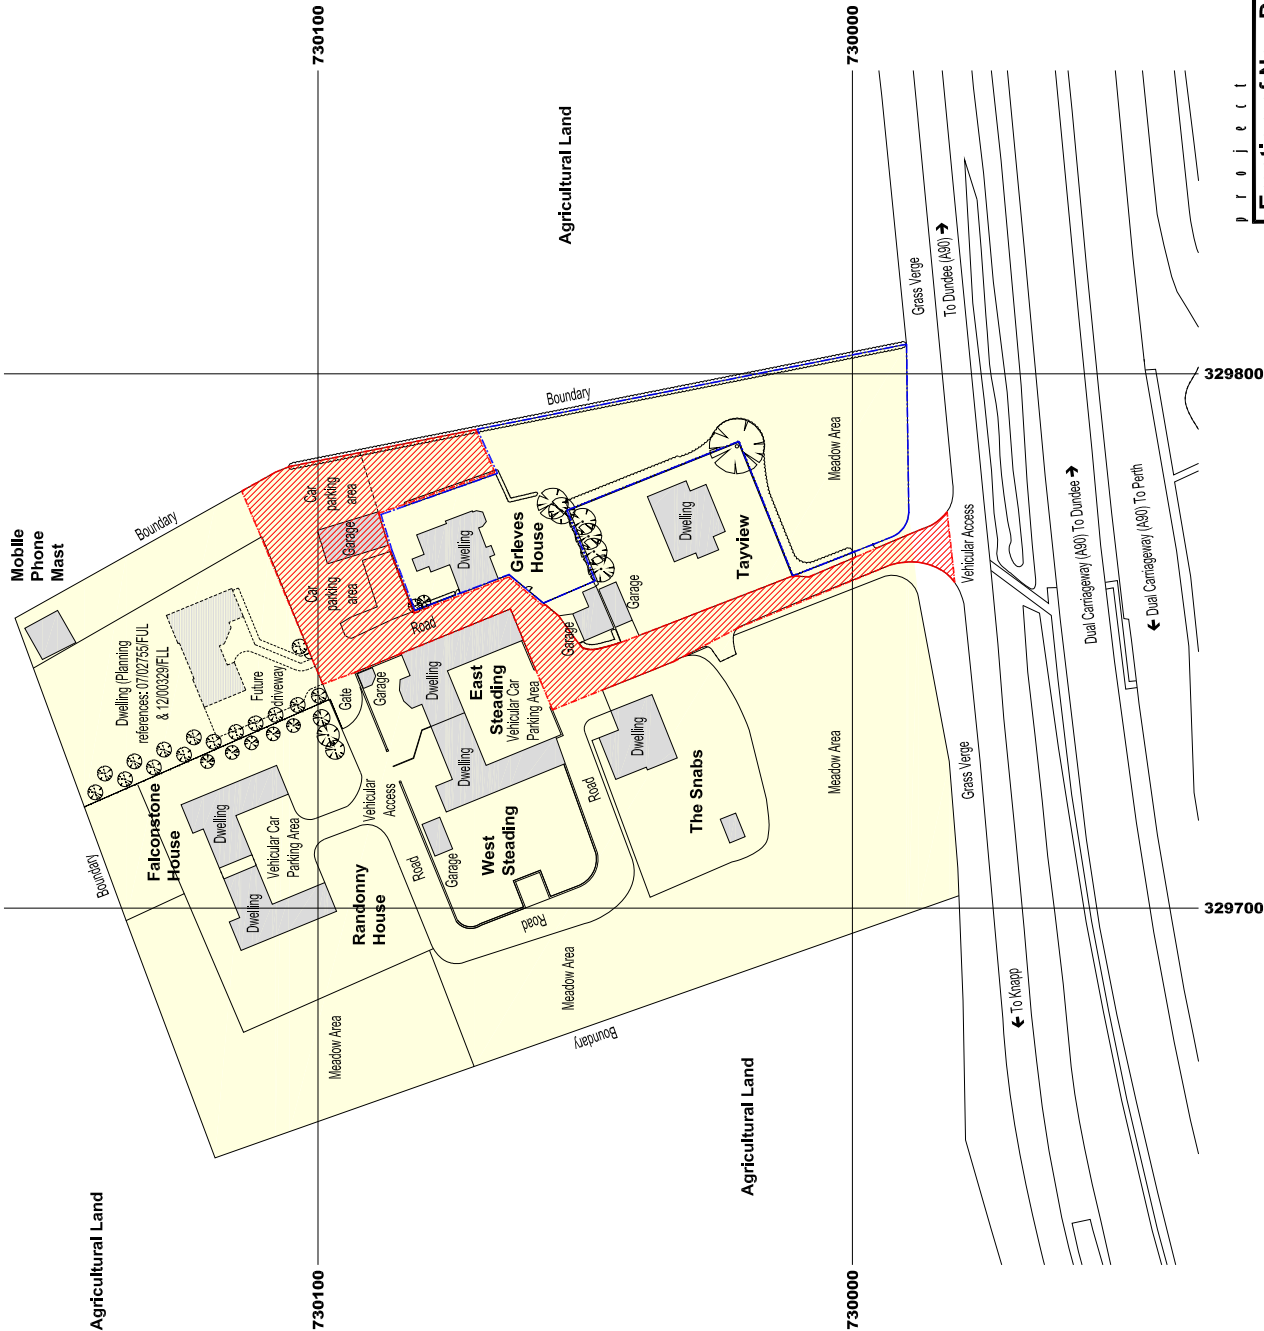 730100
730000
Agricultural Land
Mobile
Phone
Mast
Boundary
Grass Verge
To Dundee (A90) →
329800
Boundary
Car
parking
area
Garage
Car
parking
area
Dwelling
Grieves
House
Dwelling
Tayview
Meadow Area
Vehicular Access
Dual Carriageway (A90) To Dundee →
← Dual Carriageway (A90) To Perth
Dwelling (Planning
references: 07/02755/FUL
& 12/00329/FLL
Future
driveway
Gate
Garage
Road
Dwelling
East
Steading
Vehicular Car
Parking Area
Garage
Garage
Dwelling
Falconstone
House
Dwelling
Vehicular Car
Parking Area
Vehicular
Access
Dwelling
Road
The Snabs
Meadow Area
Grass Verge
Boundary
Dwelling
Randonny
House
Road
Garage
West
Steading
Road
329700
Meadow Area
Meadow Area
Boundary
← To Knapp
Agricultural Land
Agricultural Land
730100
730000
project